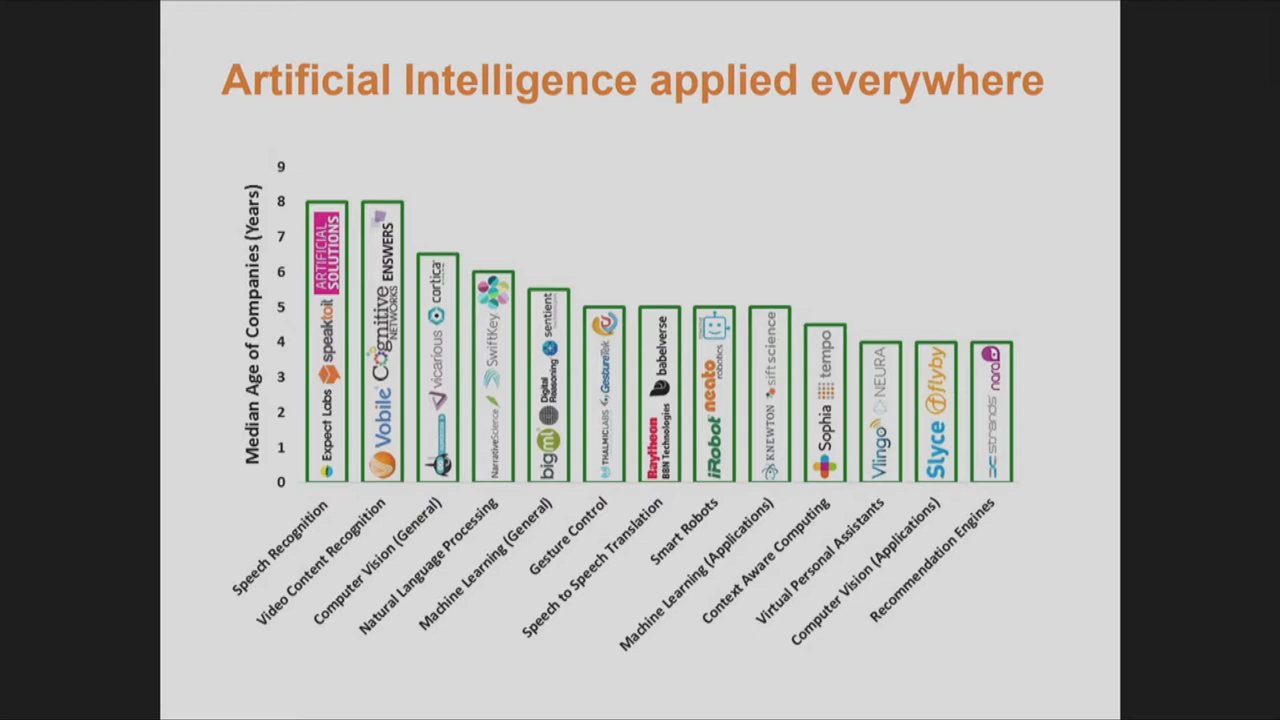 Artificial Intelligence applied everywhere
Median Age of Companies (Years)
9
8
7
6
5
4
3
2
1
0
ARTIFICIAL
SOLUTIONS
speaktoit
Expect Labs
ENSWERS
Cognitive
NETWORKS
Vobile
cortica
vicarious
SwiftKey
NarrativeScience
sentient
Digital
Reasoning
bigml
GestureTek
THALMICLABS
babelverse
Raytheon
BBN Technologies
neato
robotics
iRobot
siftscience
KNEWTON
tempo
Sophia
NEURA
Vlingo
flyby
Slyce
nara
strands
Speech Recognition
Video Content Recognition
Computer Vision (General)
Natural Language Processing
Machine Learning (General)
Gesture Control
Speech to Speech Translation
Smart Robots
Machine Learning (Applications)
Context Aware Computing
Virtual Personal Assistants
Computer Vision (Applications)
Recommendation Engines